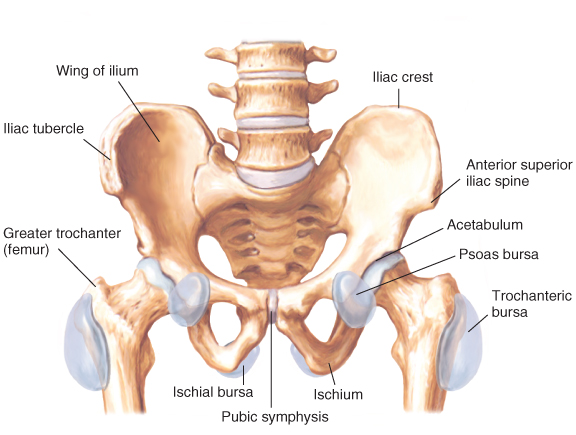 Wing of ilium
Iliac crest
Iliac tubercle
Anterior superior
iliac spine
Acetabulum
Greater trochanter
(femur)
Psoas bursa
Trochanteric
bursa
Ischial bursa
Ischium
Pubic symphysis